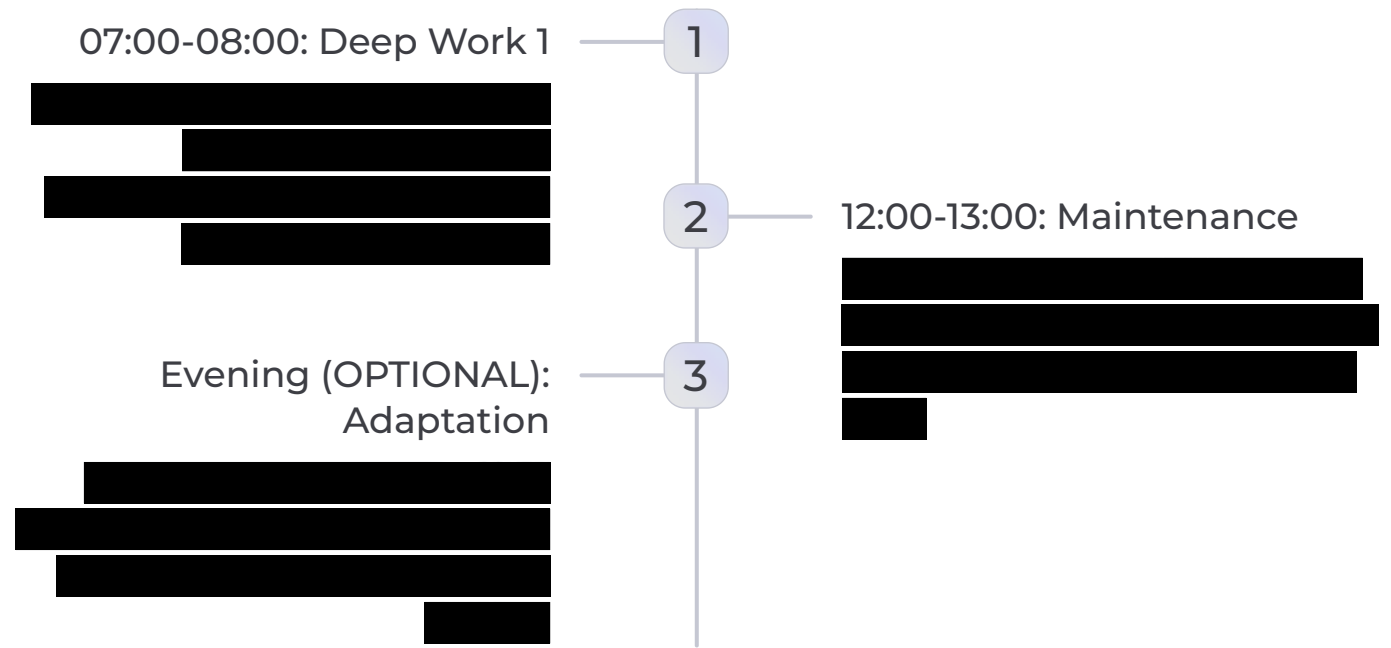 07:00-08:00: Deep Work 1
1
2
12:00-13:00: Maintenance
Evening (OPTIONAL):
Adaptation
3